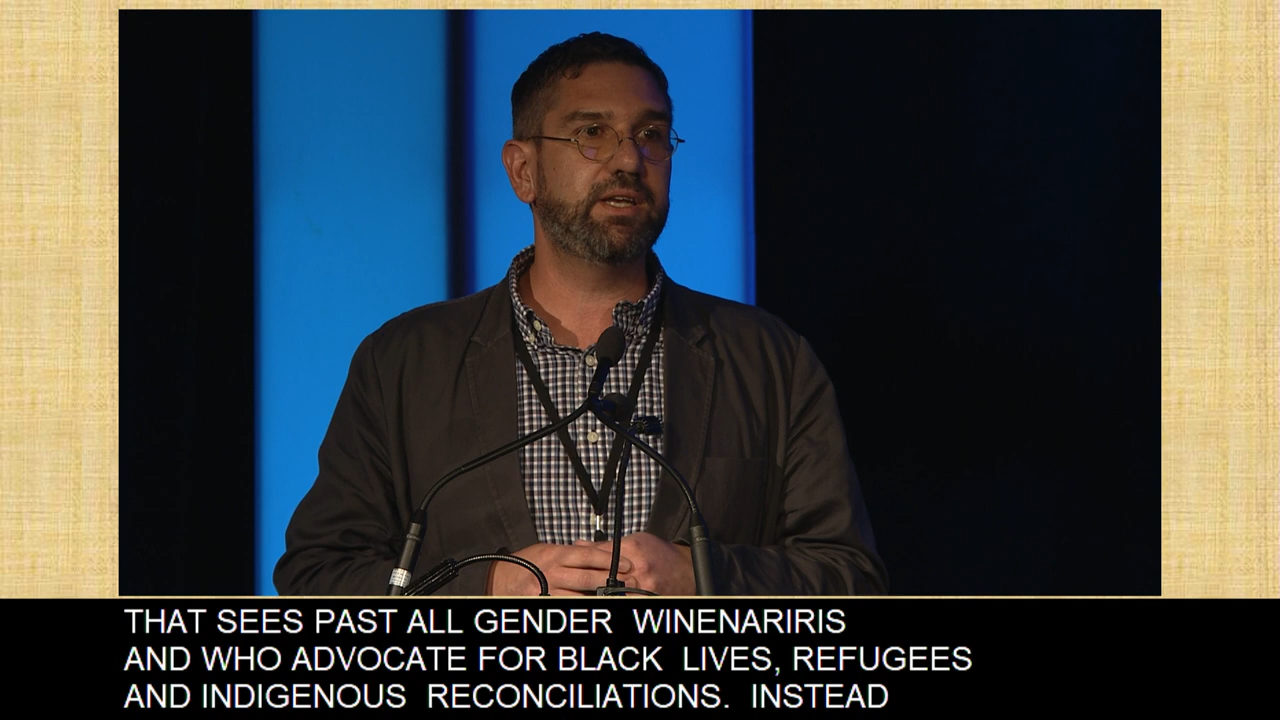 THAT SEES PAST ALL GENDER WINENARIRIS
AND WHO ADVOCATE FOR BLACK LIVES, REFUGEES
AND INDIGENOUS RECONCILIATIONS. INSTEAD